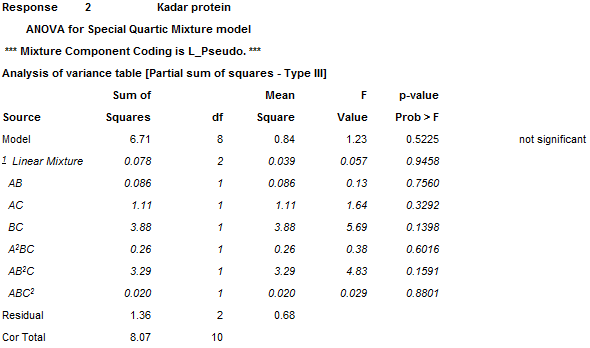 Response 2 Kadar protein
ANOVA for Special Quartic Mixture model
*** Mixture Component Coding is L_Pseudo. ***
Analysis of variance table [Partial sum of squares - Type III]
Sum of Mean F p-value
Source Squares df Square Value Prob > F
Model 6.71 8 0.84 1.23 0.5225 not significant
1 Linear Mixture 0.078 2 0.039 0.057 0.9458
AB 0.086 1 0.086 0.13 0.7560
AC 1.11 1 1.11 1.64 0.3292
BC 3.88 1 3.88 5.69 0.1398
A²BC 0.26 1 0.26 0.38 0.6016
AB²C 3.29 1 3.29 4.83 0.1591
ABC² 0.020 1 0.020 0.029 0.8801
Residual 1.36 2 0.68
Cor Total 8.07 10